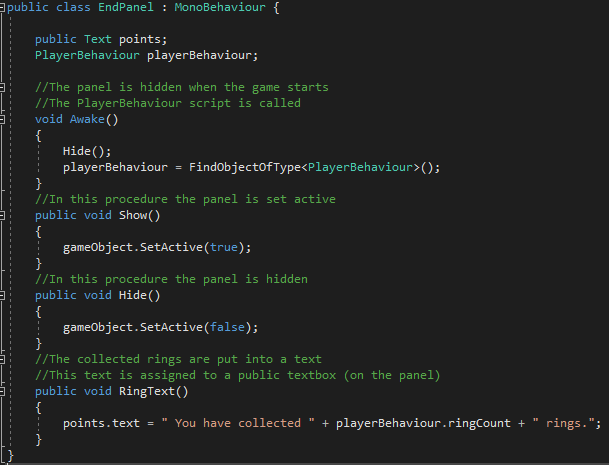 public class EndPanel : MonoBehaviour {
public Text points;
PlayerBehaviour playerBehaviour;
//The panel is hidden when the game starts
//The PlayerBehaviour script is called
void Awake()
{
Hide();
playerBehaviour = FindObjectOfType<PlayerBehaviour>();
}
//In this procedure the panel is set active
public void Show()
{
gameObject.SetActive(true);
}
//In this procedure the panel is hidden
public void Hide()
{
gameObject.SetActive(false);
}
//The collected rings are put into a text
//This text is assigned to a public textbox (on the panel)
public void RingText()
{
points.text = " You have collected " + playerBehaviour.ringCount + " rings.";
}
}